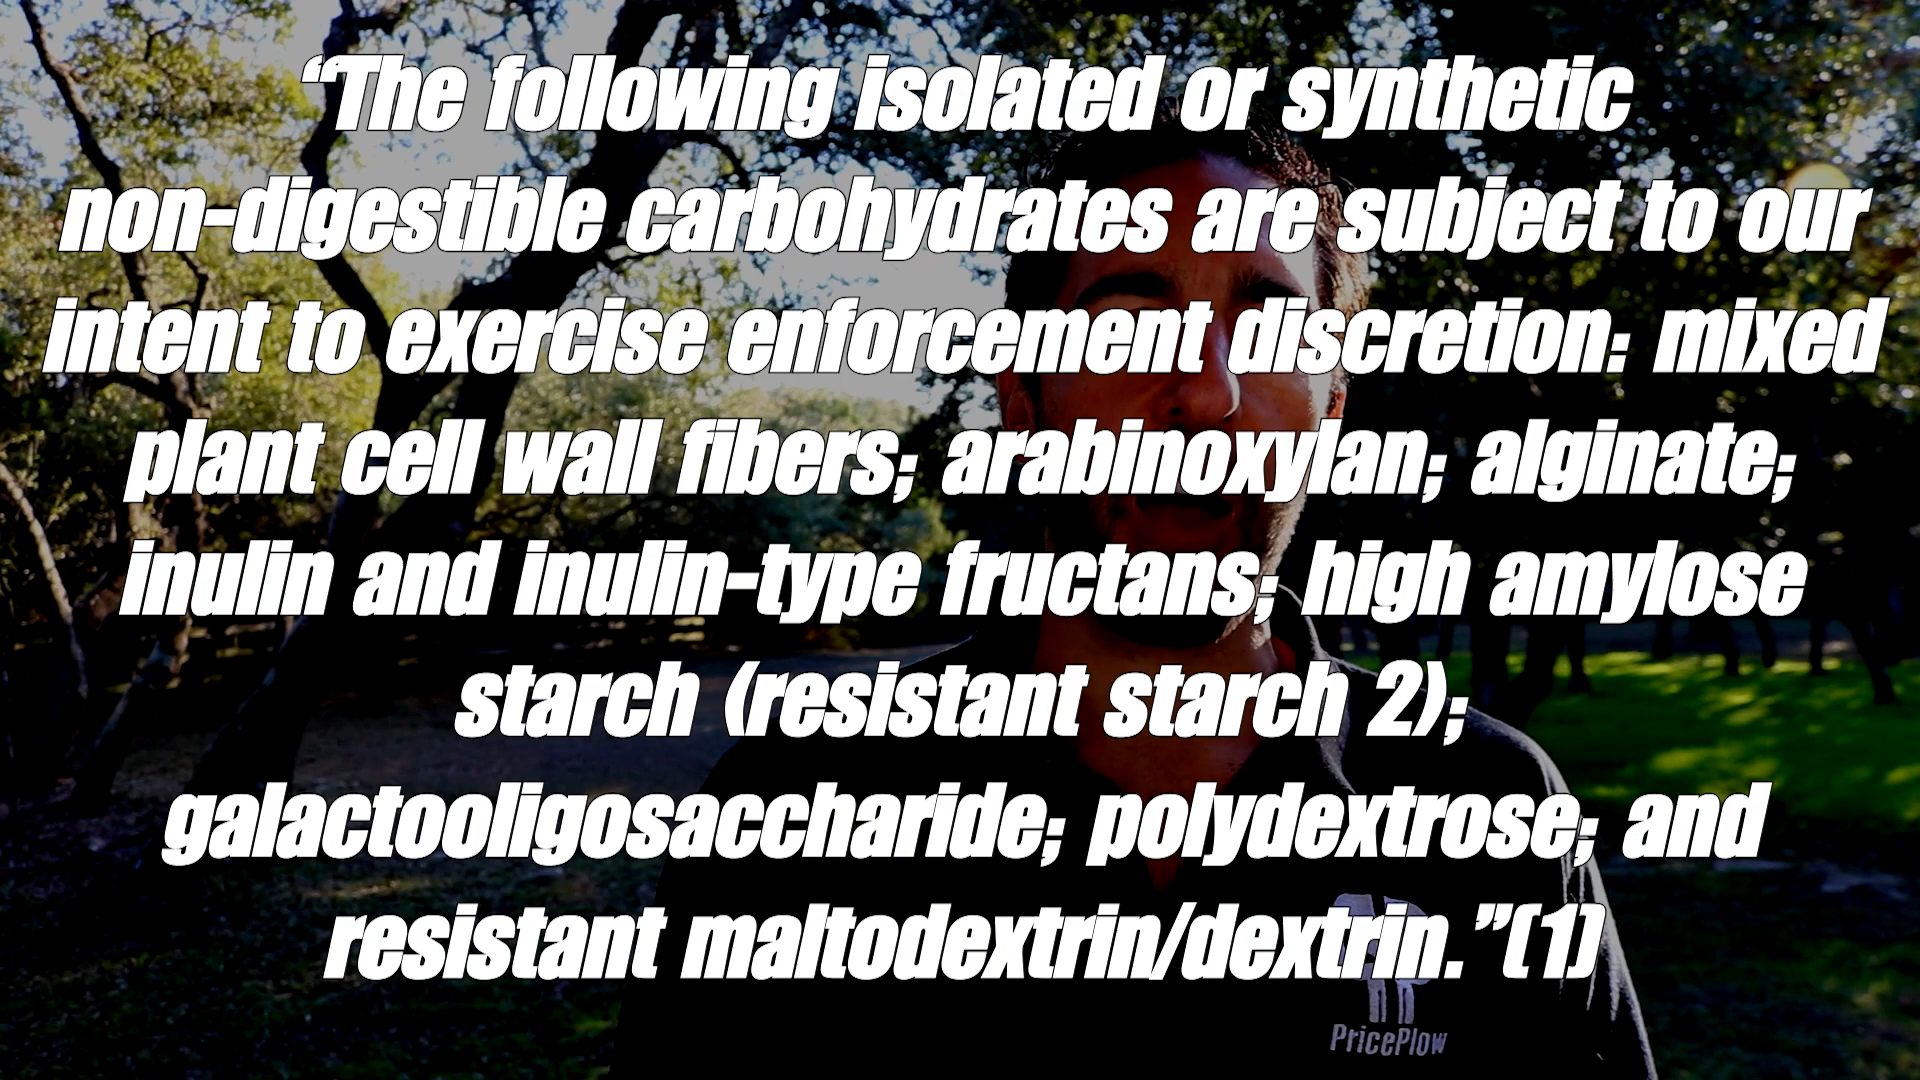 “The following isolated or synthetic
non-digestible carbohydrates are subject to our
intent to exercise enforcement discretion: mixed
plant cell wall fibers; arabinoxylan; alginate;
inulin and inulin-type fructans; high amylose
starch (resistant starch 2);
galactooligosaccharide; polydextrose; and
resistant maltodextrin/dextrin.”(1)
PricePlow